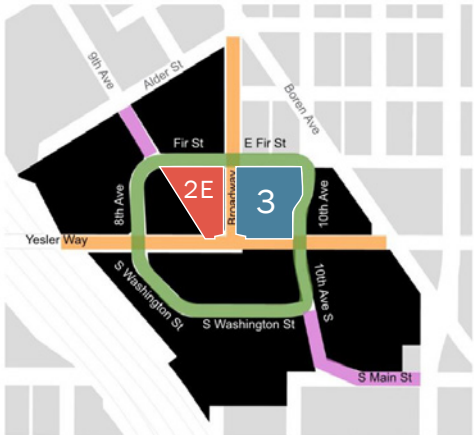 9th Ave
Alder St
Boren Ave
Fir St
E Fir St
8th Ave
2E
Broadway
3
10th Ave
Yesler Way
S Washington St
10th Ave S
S Washington St
S Main St